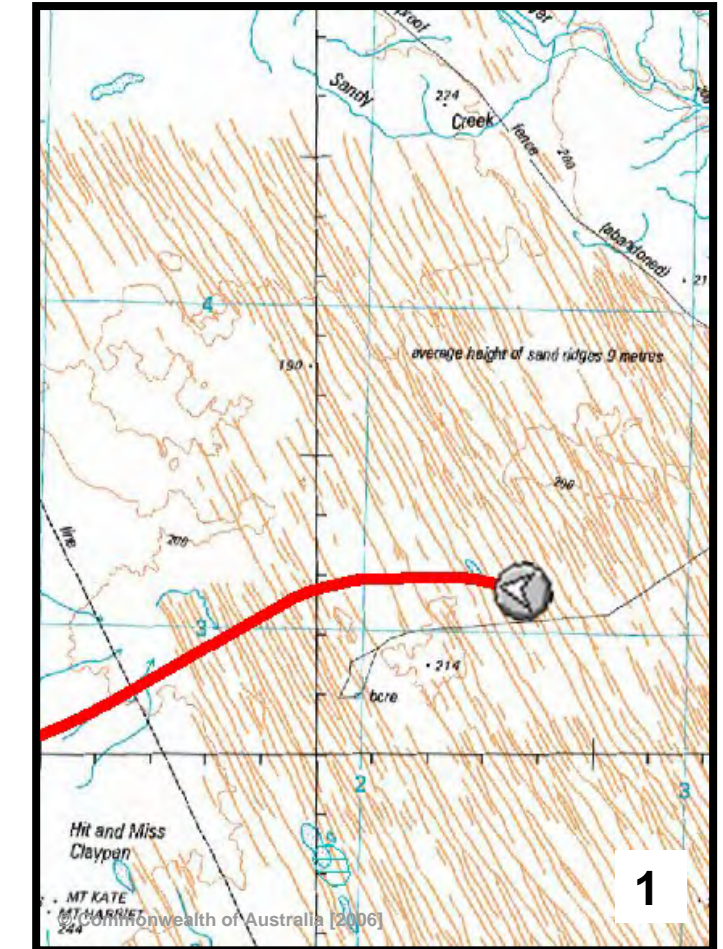 proof
Sandy
224
Creek
fence
200
(abandoned)
21
4
average height of sand ridges 9 metres
190
200
line
200
3
214
bore
2
3
Hit and Miss
Claypan
1
MT KATE
MT HARRIET
244
© Commonwealth of Australia [2006]